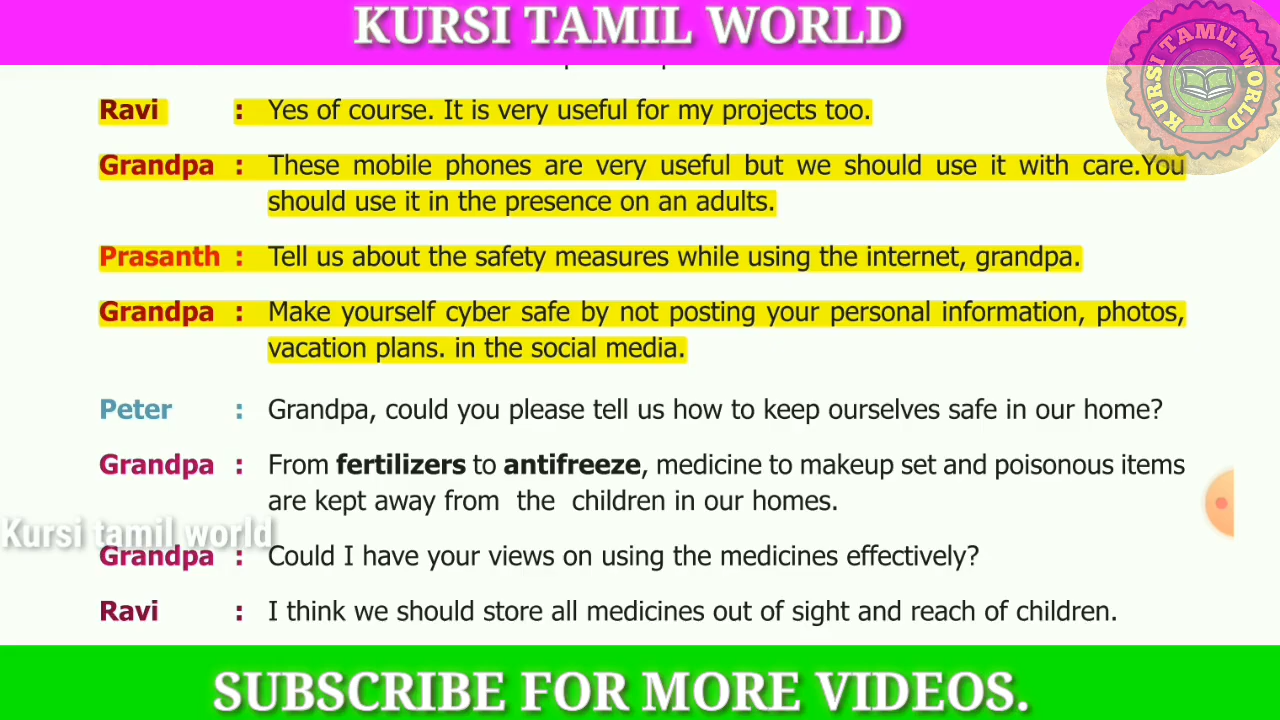 KURSI TAMIL WORLD
KURSI TAMIL WORLD
Ravi : Yes of course. It is very useful for my projects too.
Grandpa : These mobile phones are very useful but we should use it with care.You
should use it in the presence on an adults.
Prasanth : Tell us about the safety measures while using the internet, grandpa.
Grandpa : Make yourself cyber safe by not posting your personal information, photos,
vacation plans. in the social media.
Peter : Grandpa, could you please tell us how to keep ourselves safe in our home?
Grandpa : From fertilizers to antifreeze, medicine to makeup set and poisonous items
are kept away from the children in our homes.
Kursi tamil world
Grandpa : Could I have your views on using the medicines effectively?
Ravi : I think we should store all medicines out of sight and reach of children.
SUBSCRIBE FOR MORE VIDEOS.